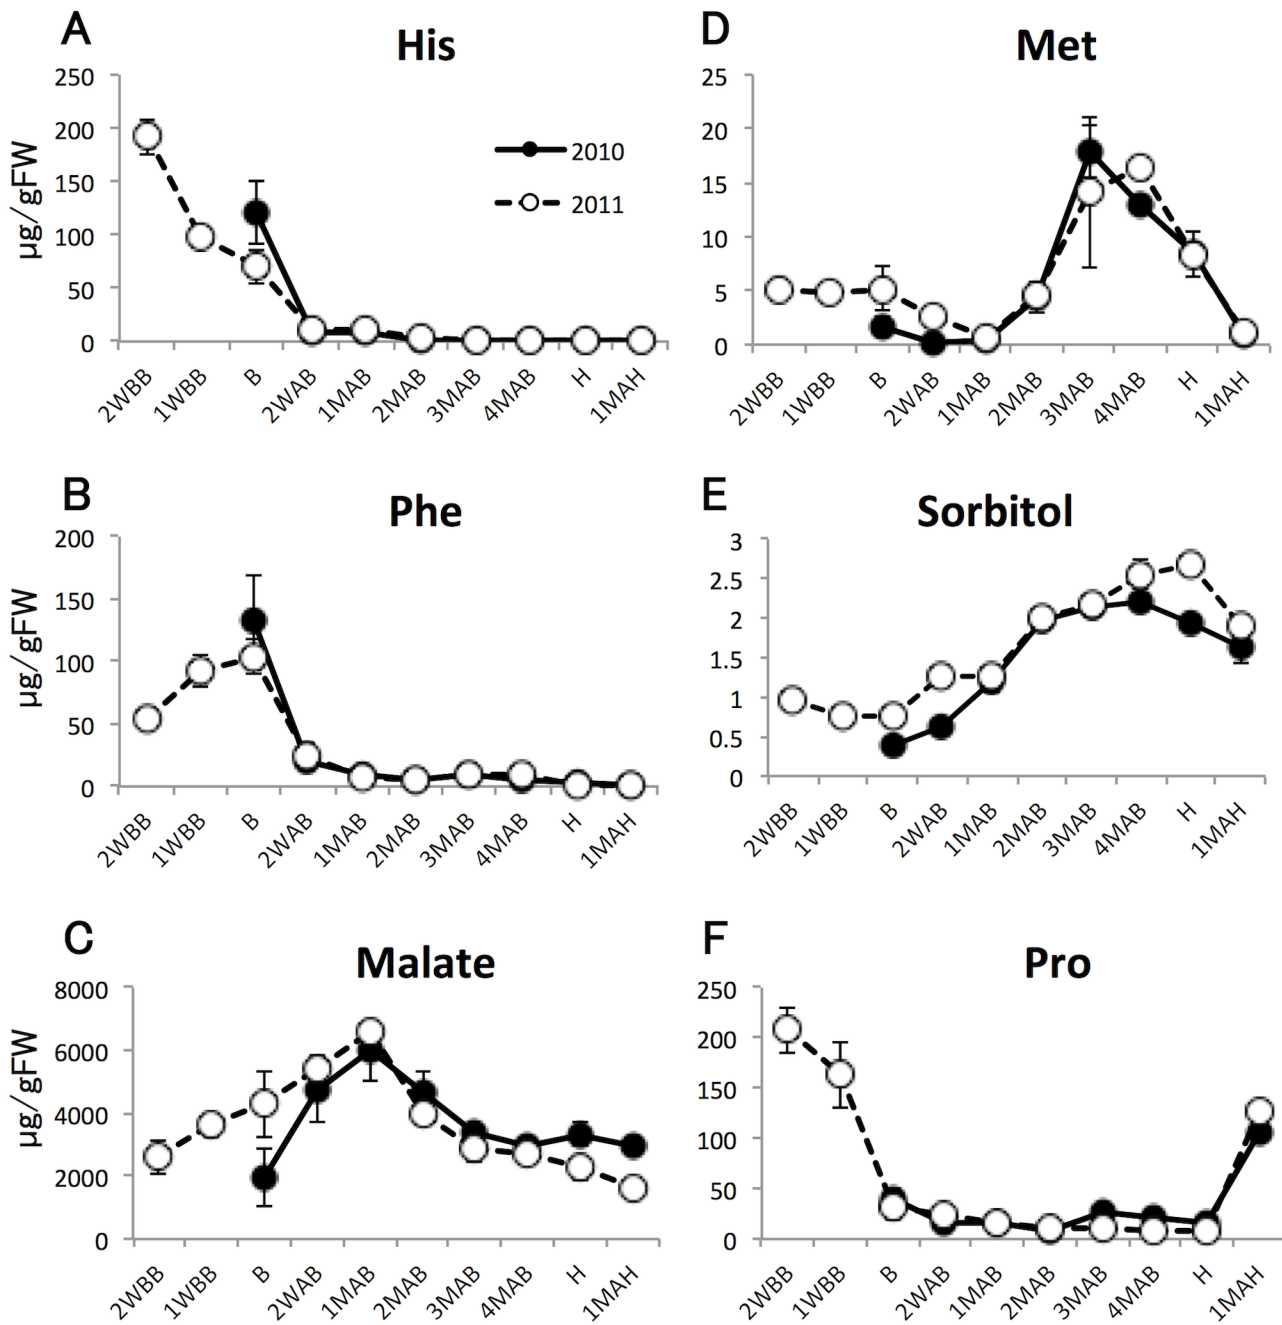 A
His
250
200
150
100
50
0
µg/gFW
2010
2011
2WBB
1WBB
B
2WAB
1MAB
2MAB
3MAB
4MAB
H
1MAH
D
Met
25
20
15
10
5
0
2WBB
1WBB
B
2WAB
1MAB
2MAB
3MAB
4MAB
H
1MAH
B
Phe
200
150
100
50
0
µg/gFW
2WBB
1WBB
B
2WAB
1MAB
2MAB
3MAB
4MAB
H
1MAH
E
Sorbitol
3
2.5
2
1.5
1
0.5
0
2WBB
1WBB
B
2WAB
1MAB
2MAB
3MAB
4MAB
H
1MAH
C
Malate
8000
6000
4000
2000
0
µg/gFW
2WBB
1WBB
B
2WAB
1MAB
2MAB
3MAB
4MAB
H
1MAH
F
Pro
250
200
150
100
50
0
2WBB
1WBB
B
2WAB
1MAB
2MAB
3MAB
4MAB
H
1MAH